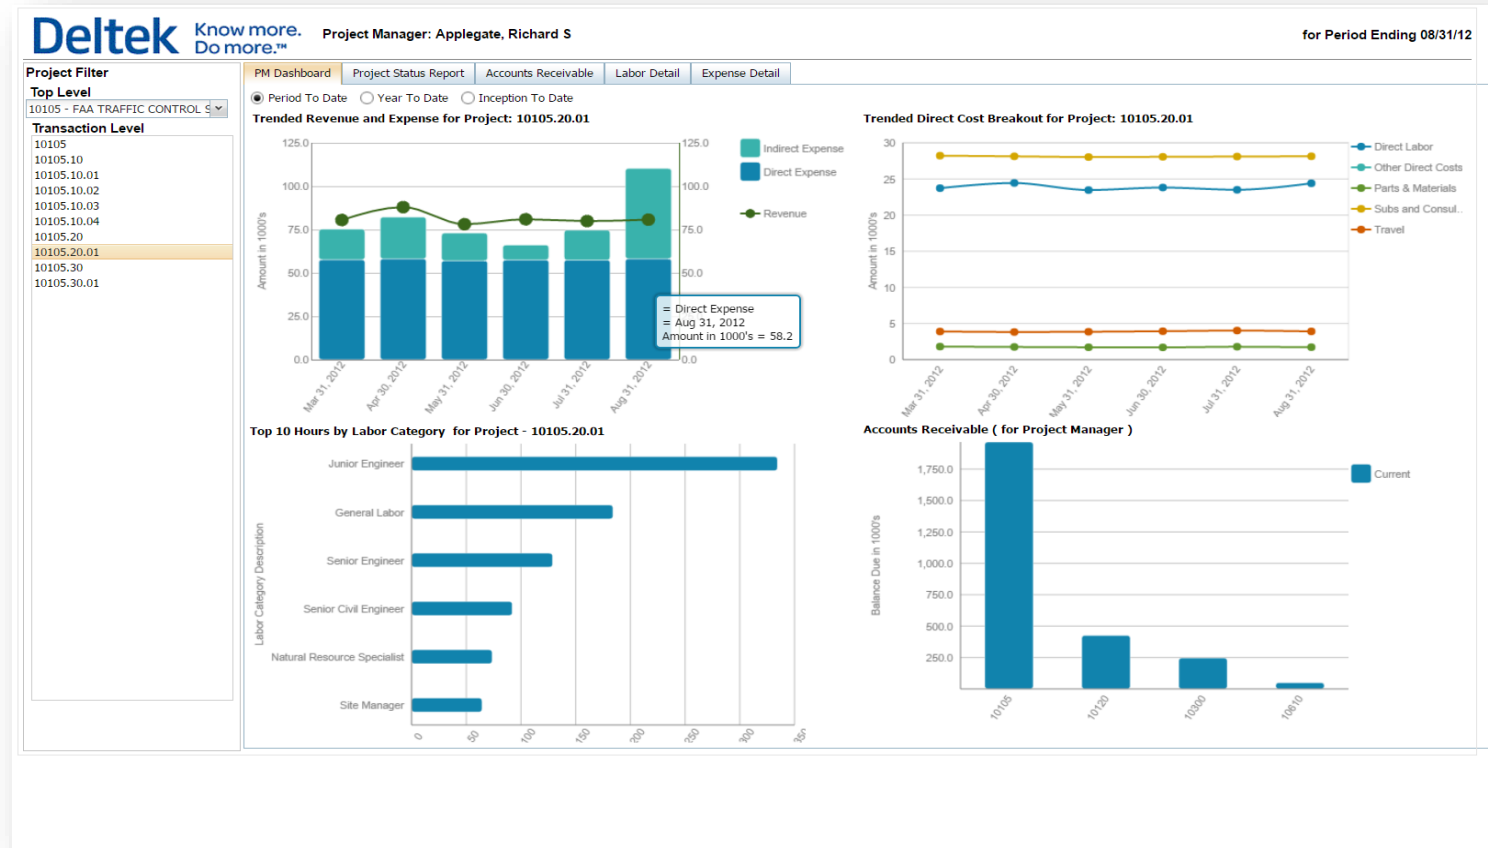 Deltek Know more. Do more.™
Project Manager: Applegate, Richard S
for Period Ending 08/31/12
Project Filter
Top Level
10105 - FAA TRAFFIC CONTROL S
Transaction Level
10105
10105.10
10105.10.01
10105.10.02
10105.10.03
10105.10.04
10105.20
10105.20.01
10105.30
10105.30.01
PM Dashboard
Project Status Report
Accounts Receivable
Labor Detail
Expense Detail
Period To Date
Year To Date
Inception To Date
Trended Revenue and Expense for Project: 10105.20.01
125.0
100.0
75.0
50.0
25.0
0.0
Amount in 1000's
125.0
100.0
75.0
50.0
0.0
Mar 31, 2012
Apr 30, 2012
May 31, 2012
Jun 30, 2012
Jul 31, 2012
Aug 31, 2012
Indirect Expense
Direct Expense
Revenue
= Direct Expense
= Aug 31, 2012
Amount in 1000's = 58.2
Trended Direct Cost Breakout for Project: 10105.20.01
30
25
20
15
10
5
0
Amount in 1000's
Mar 31, 2012
Apr 30, 2012
May 31, 2012
Jun 30, 2012
Jul 31, 2012
Aug 31, 2012
Direct Labor
Other Direct Costs
Parts & Materials
Subs and Consul..
Travel
Top 10 Hours by Labor Category for Project - 10105.20.01
Labor Category Description
Junior Engineer
General Labor
Senior Engineer
Senior Civil Engineer
Natural Resource Specialist
Site Manager
0
50
100
150
200
250
300
Accounts Receivable ( for Project Manager )
Balance Due in 1000's
1,750.0
1,500.0
1,250.0
1,000.0
750.0
500.0
250.0
10105
10120
10300
10610
Current